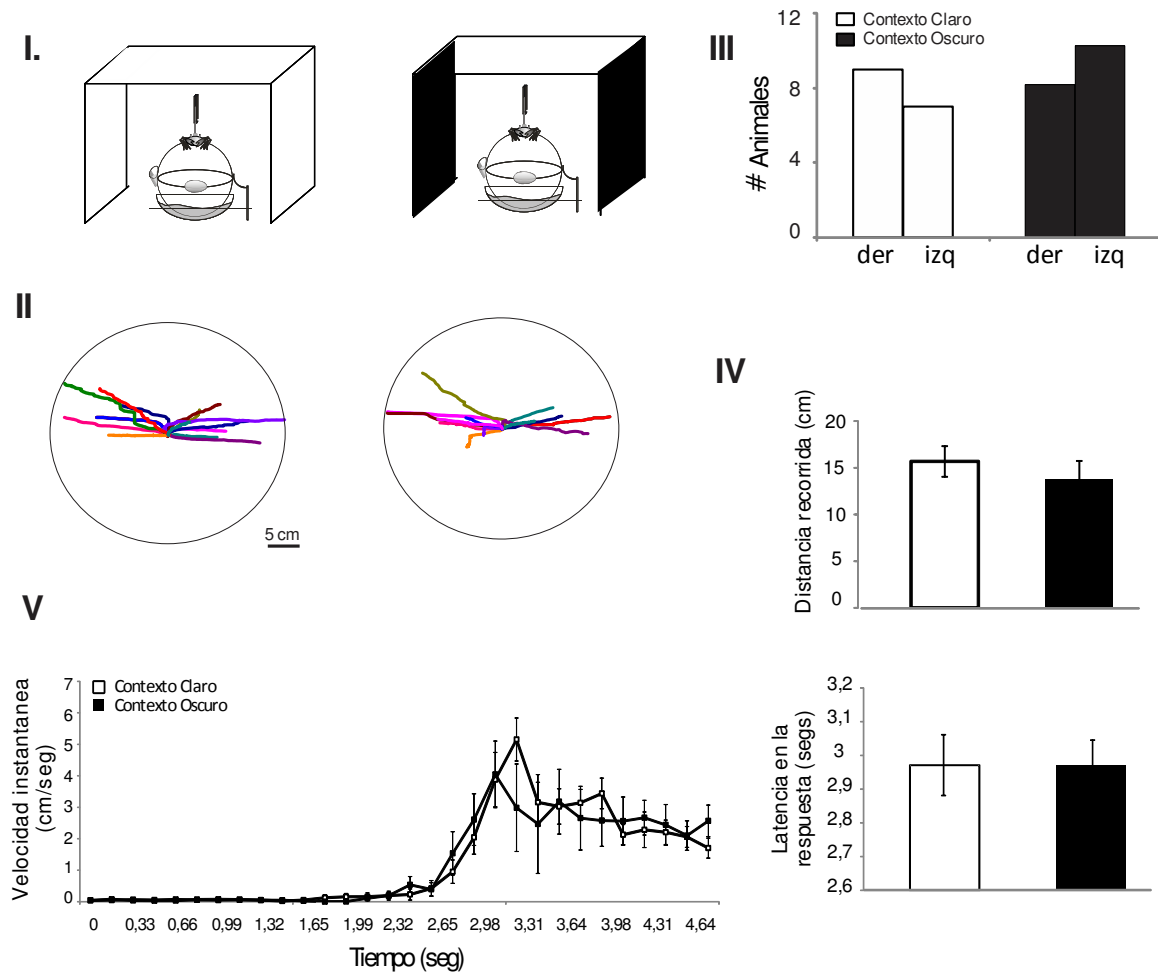 I.
III
Contexto Claro
Contexto Oscuro
# Animales
12
8
4
0
der
izq
der
izq
II
5 cm
IV
Distancia recorrida (cm)
20
15
10
15
0
V
Velocidad instantanea
(cm/seg)
Contexto Claro
Contexto Oscuro
7
6
5
4
3
2
1
0
0
0,33
0,66
0,99
1,32
1,65
1,99
2,32
2,65
2,98
3,31
3,64
3,98
4,31
4,64
Tiempo (seg)
Latencia en la
respuesta (segs)
3,2
3,1
3
2,9
2,8
2,7
2,6